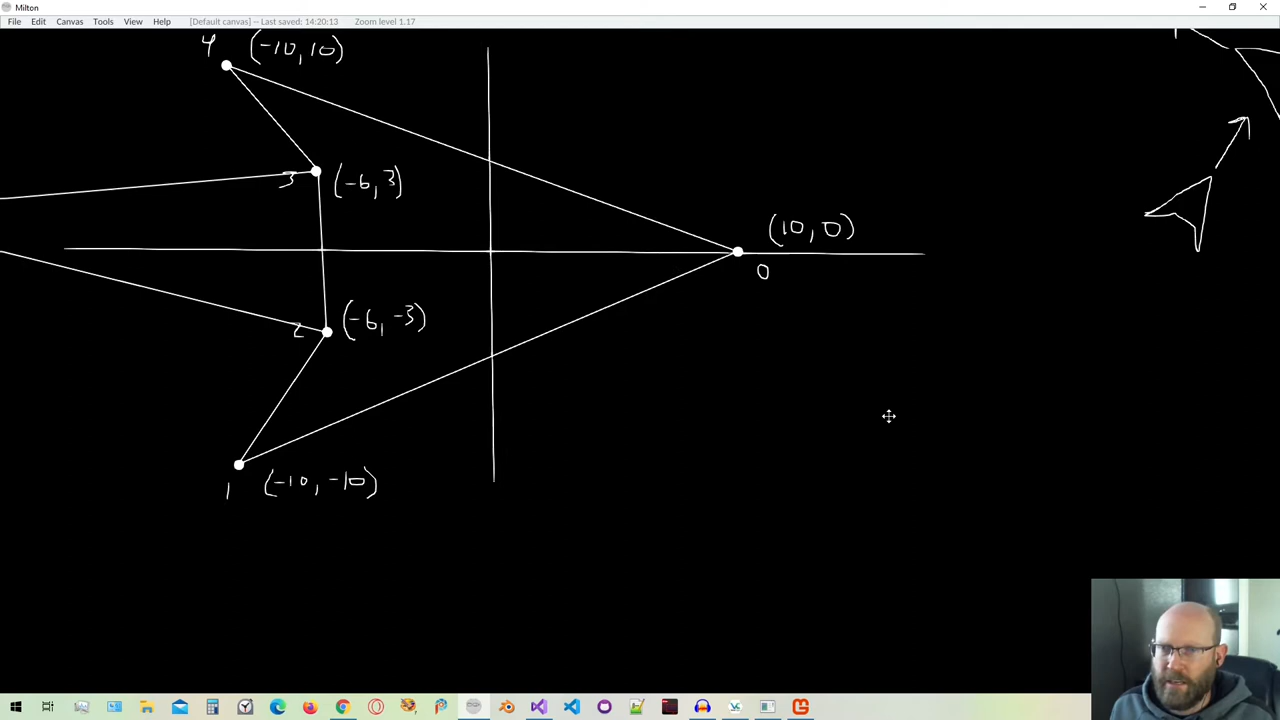 Milton
File Edit Canvas Tools View Help [Default canvas] -- Last saved: 14:20:13 Zoom level 1.17
4 (-10, 10)
3 (-6, 3)
(10, 0)
0
2 (-6, -3)
1 (-10, -10)